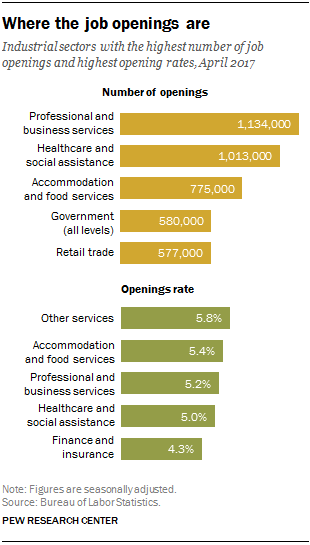 Where the job openings are
Industrial sectors with the highest number of job
openings and highest opening rates, April 2017
Number of openings
Professional and
business services
1,134,000
Healthcare and
social assistance
1,013,000
Accommodation
and food services
775,000
Government
(all levels)
580,000
Retail trade
577,000
Openings rate
Other services
5.8%
Accommodation
and food services
5.4%
Professional and
business services
5.2%
Healthcare and
social assistance
5.0%
Finance and
insurance
4.3%
Note: Figures are seasonally adjusted.
Source: Bureau of Labor Statistics.
PEW RESEARCH CENTER